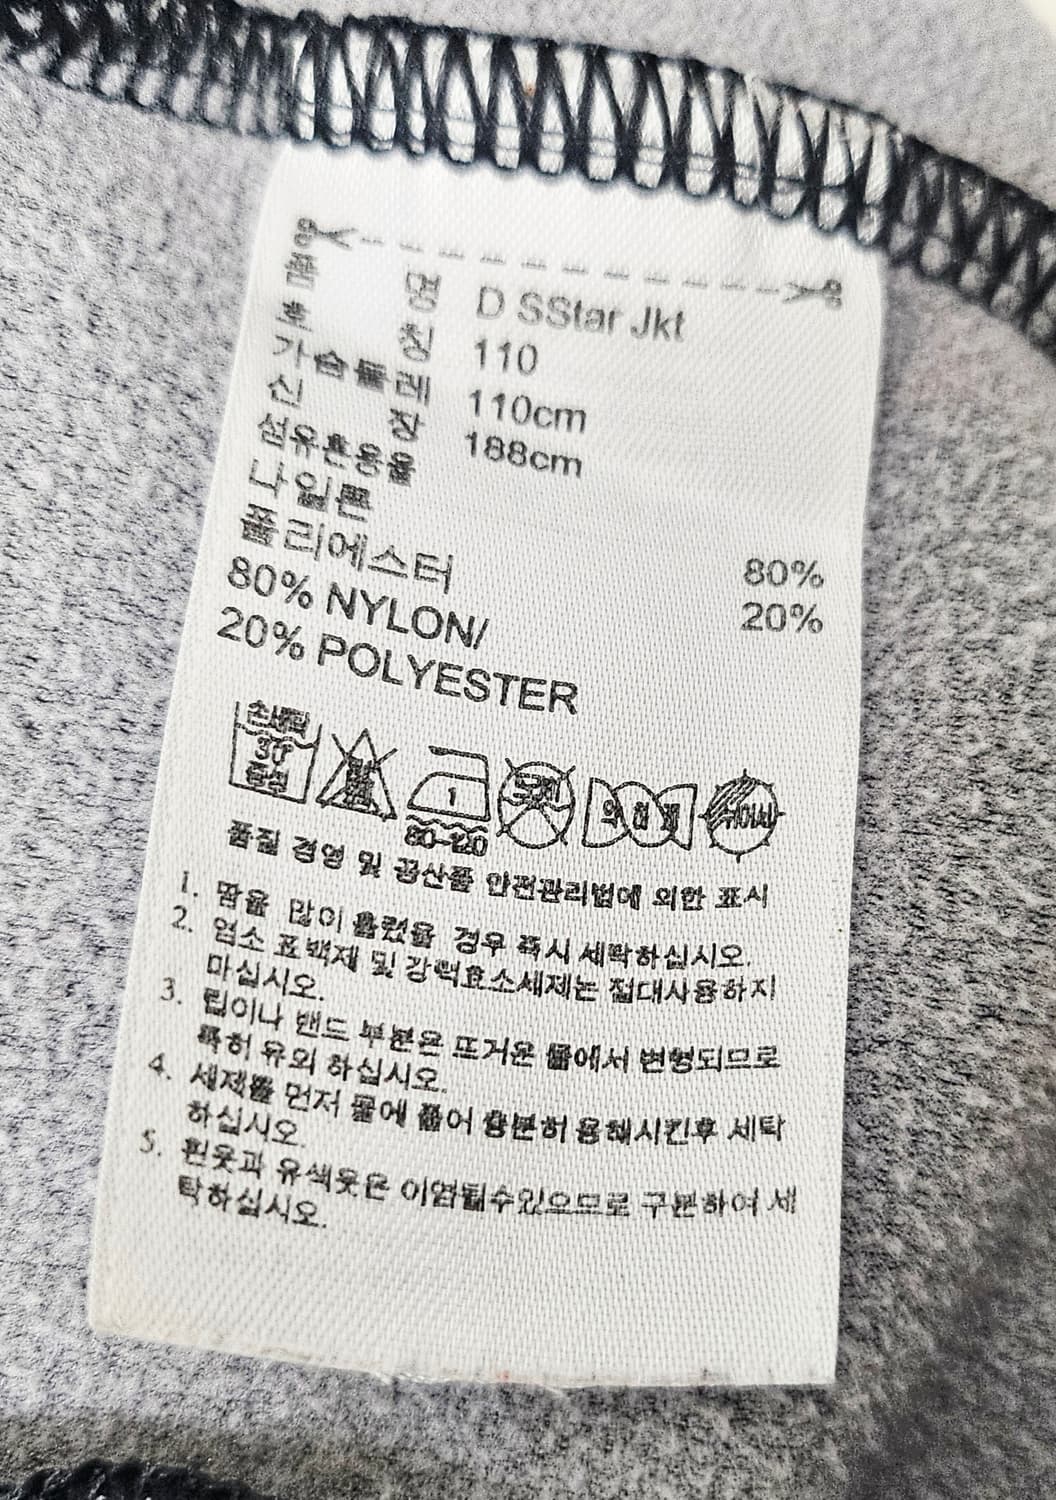 품 명 D SStar Jkt
호 칭 110
가슴둘레 110cm
신 장 188cm
섬유혼용율
나일론 80%
폴리에스터 20%
80% NYLON/
20% POLYESTER
손세탁
30°
중성
1
80-120
드라이
약하게
뉘어서
품질 경영 및 공산품 안전관리법에 의한 표시
1. 땀을 많이 흘렸을 경우 즉시 세탁하십시오.
2. 염소 표백제 및 강력효소세제는 절대사용하지
마십시오.
3. 립이나 밴드 부분은 뜨거운 물에서 변형되므로
특히 유의 하십시오.
4. 세제를 먼저 물에 풀어 충분히 용해시킨후 세탁
하십시오.
5. 흰옷과 유색옷은 이염될수있으므로 구분하여 세
탁하십시오.